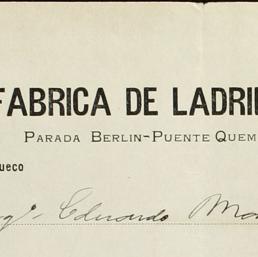 FABRICA DE LADRI
PARADA BERLIN-PUENTE QUEM
UECO
Eduardo